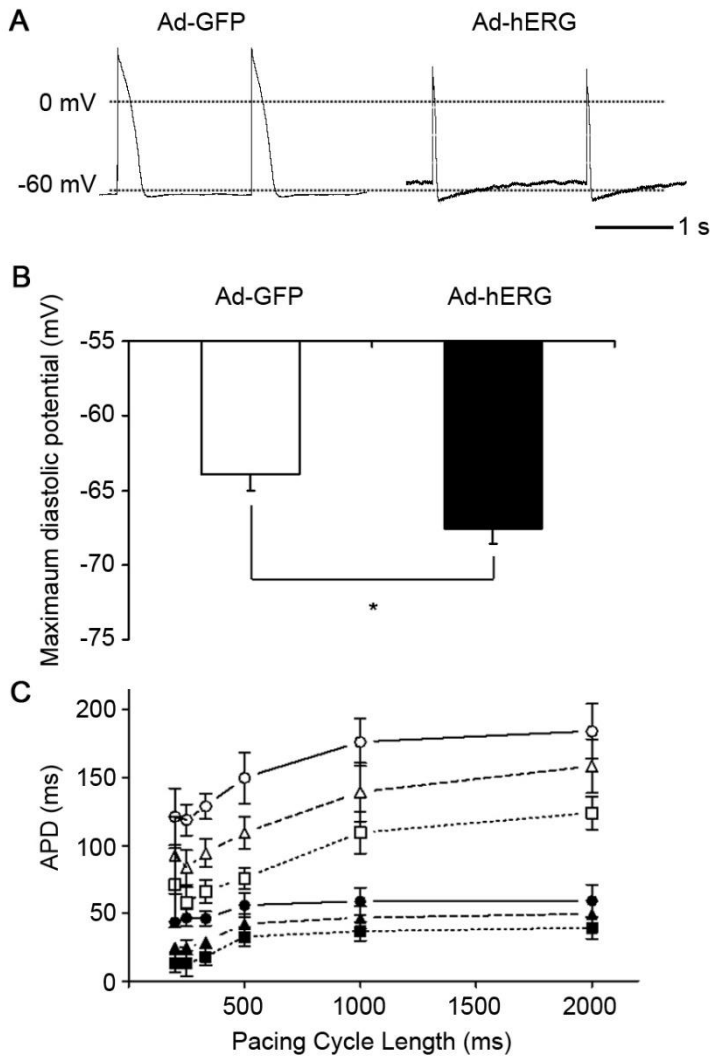 A
Ad-GFP Ad-hERG
0 mV
-60 mV
1 s
B
Ad-GFP Ad-hERG
Maximaum diastolic potential (mV)
-55
-60
-65
-70
-75
*
C
APD (ms)
200
150
100
50
0
500 1000 1500 2000
Pacing Cycle Length (ms)